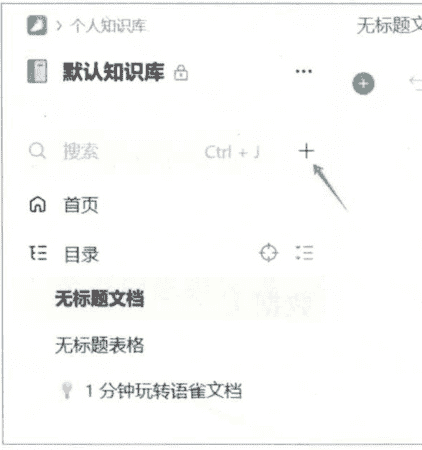 > 个人知识库
无标题文
默认知识库 ...
搜索 Ctrl + J +
首页
目录
无标题文档
无标题表格
1 分钟玩转语雀文档